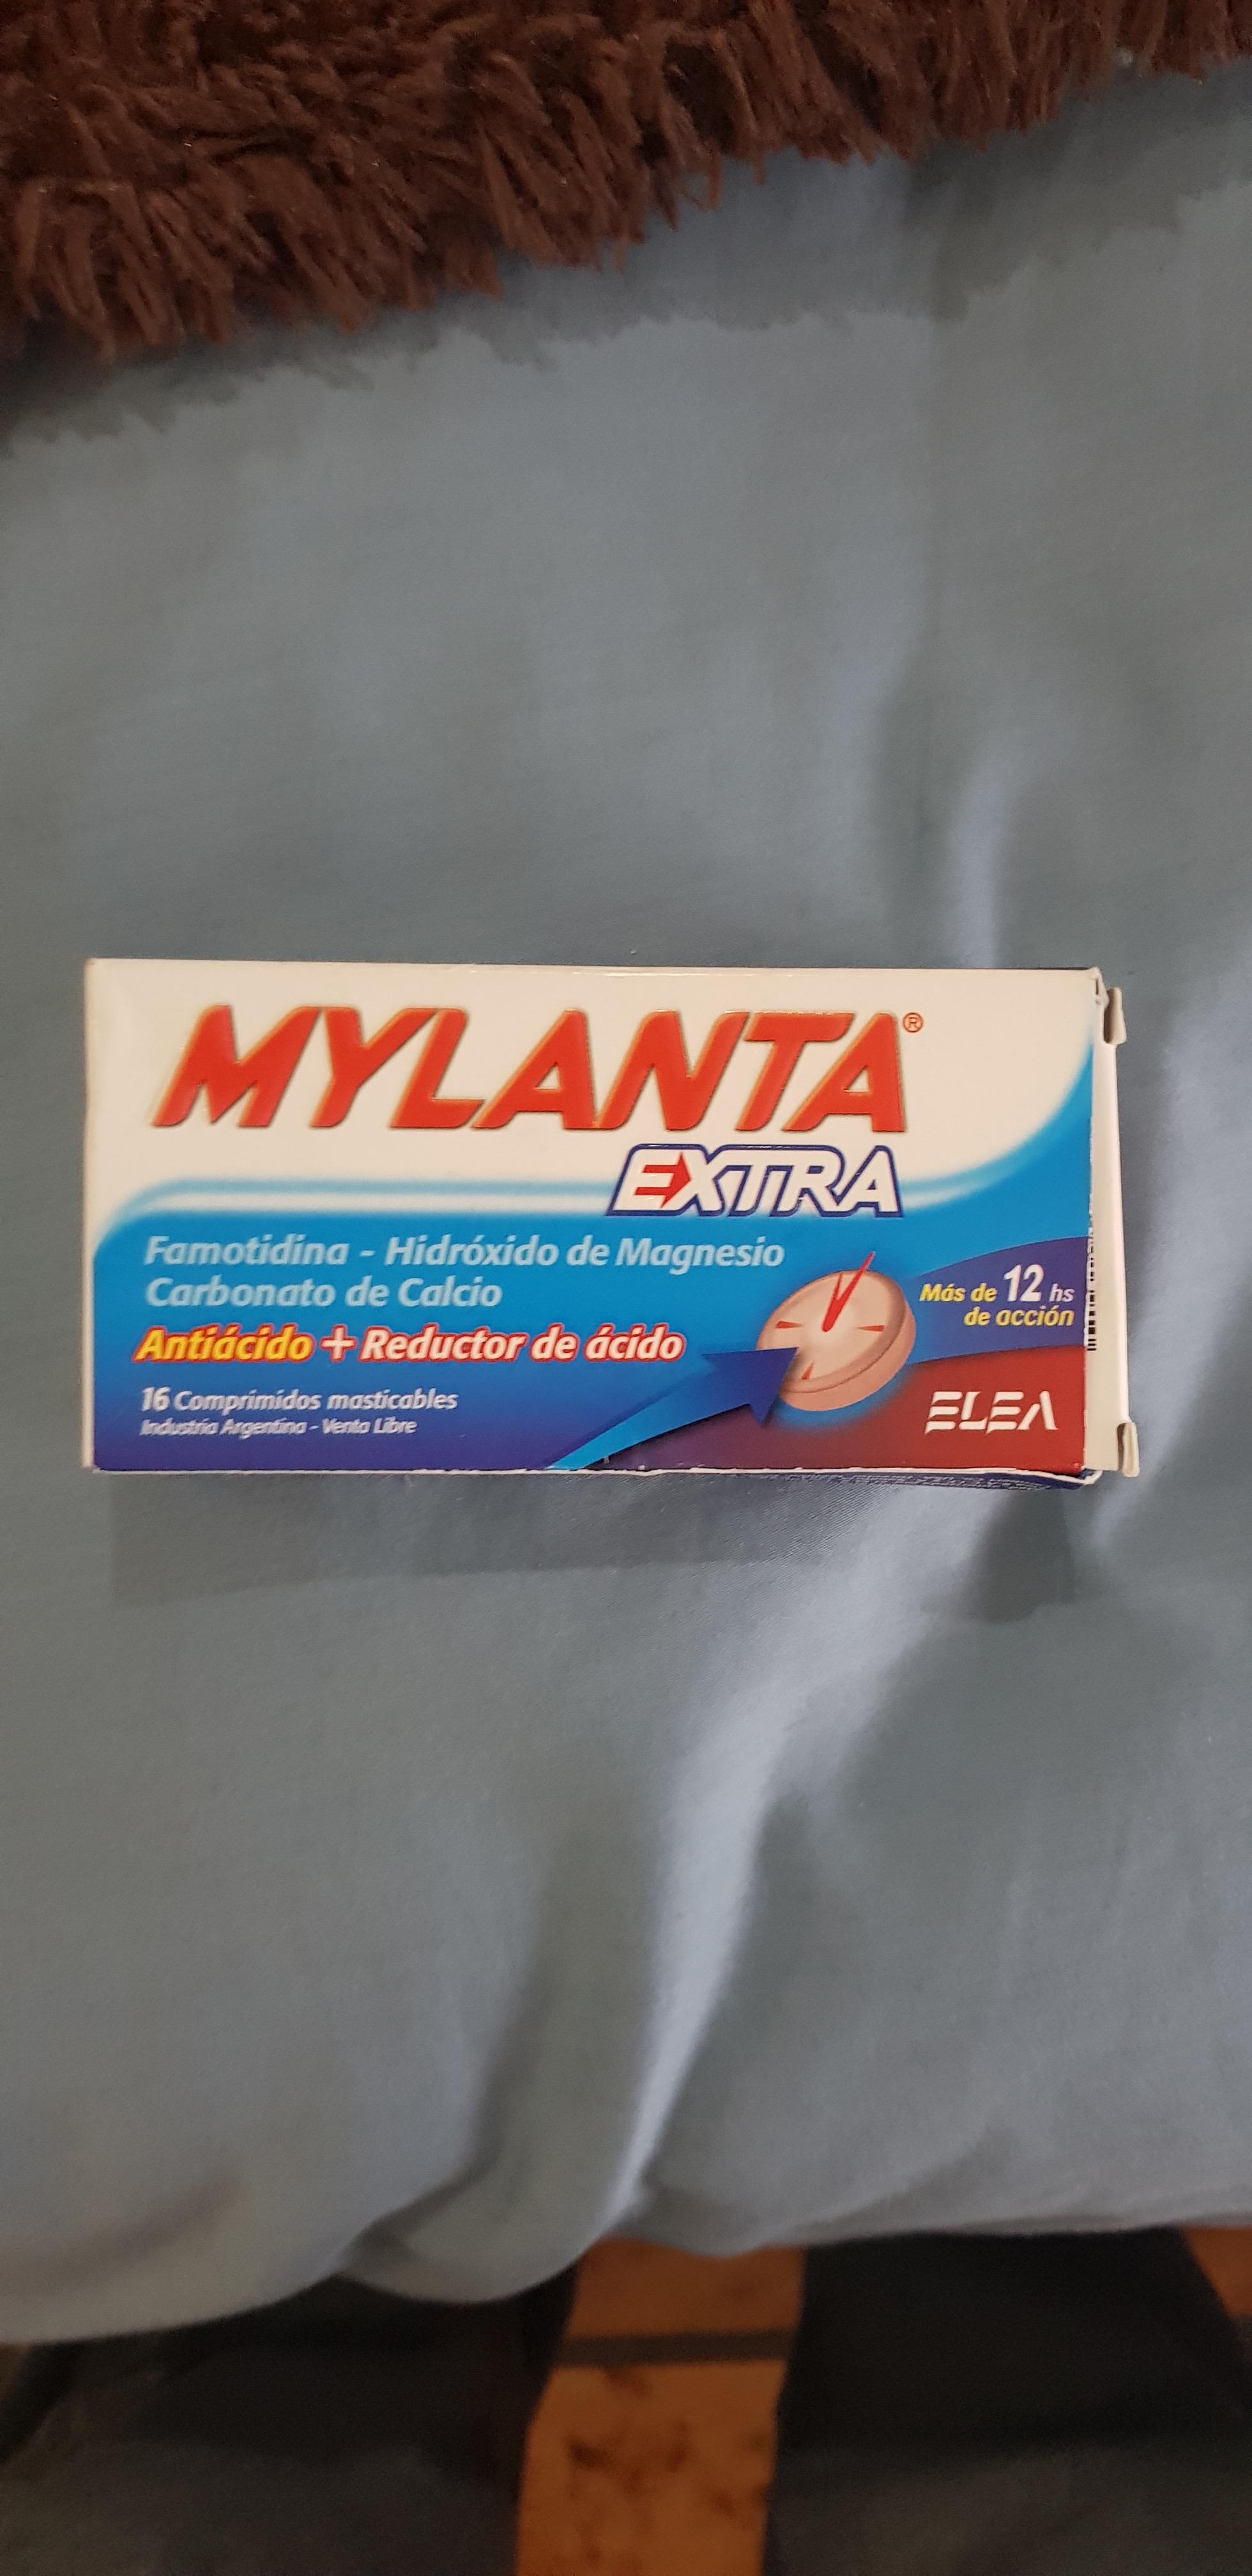 MYLANTA®
EXTRA
Famotidina - Hidróxido de Magnesio
Carbonato de Calcio
Antiácido + Reductor de ácido
16 Comprimidos masticables
Industria Argentina - Venta Libre
Más de 12 hs
de acción
ELEA